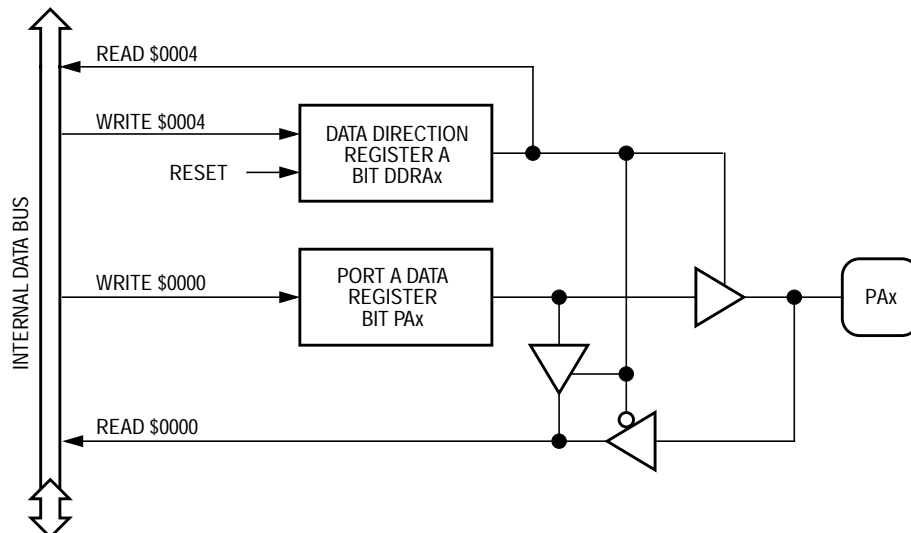 READ $0004
WRITE $0004
DATA DIRECTION
REGISTER A
BIT DDRAx
RESET
INTERNAL DATA BUS
WRITE $0000
PORT A DATA
REGISTER
BIT PAx
PAx
READ $0000